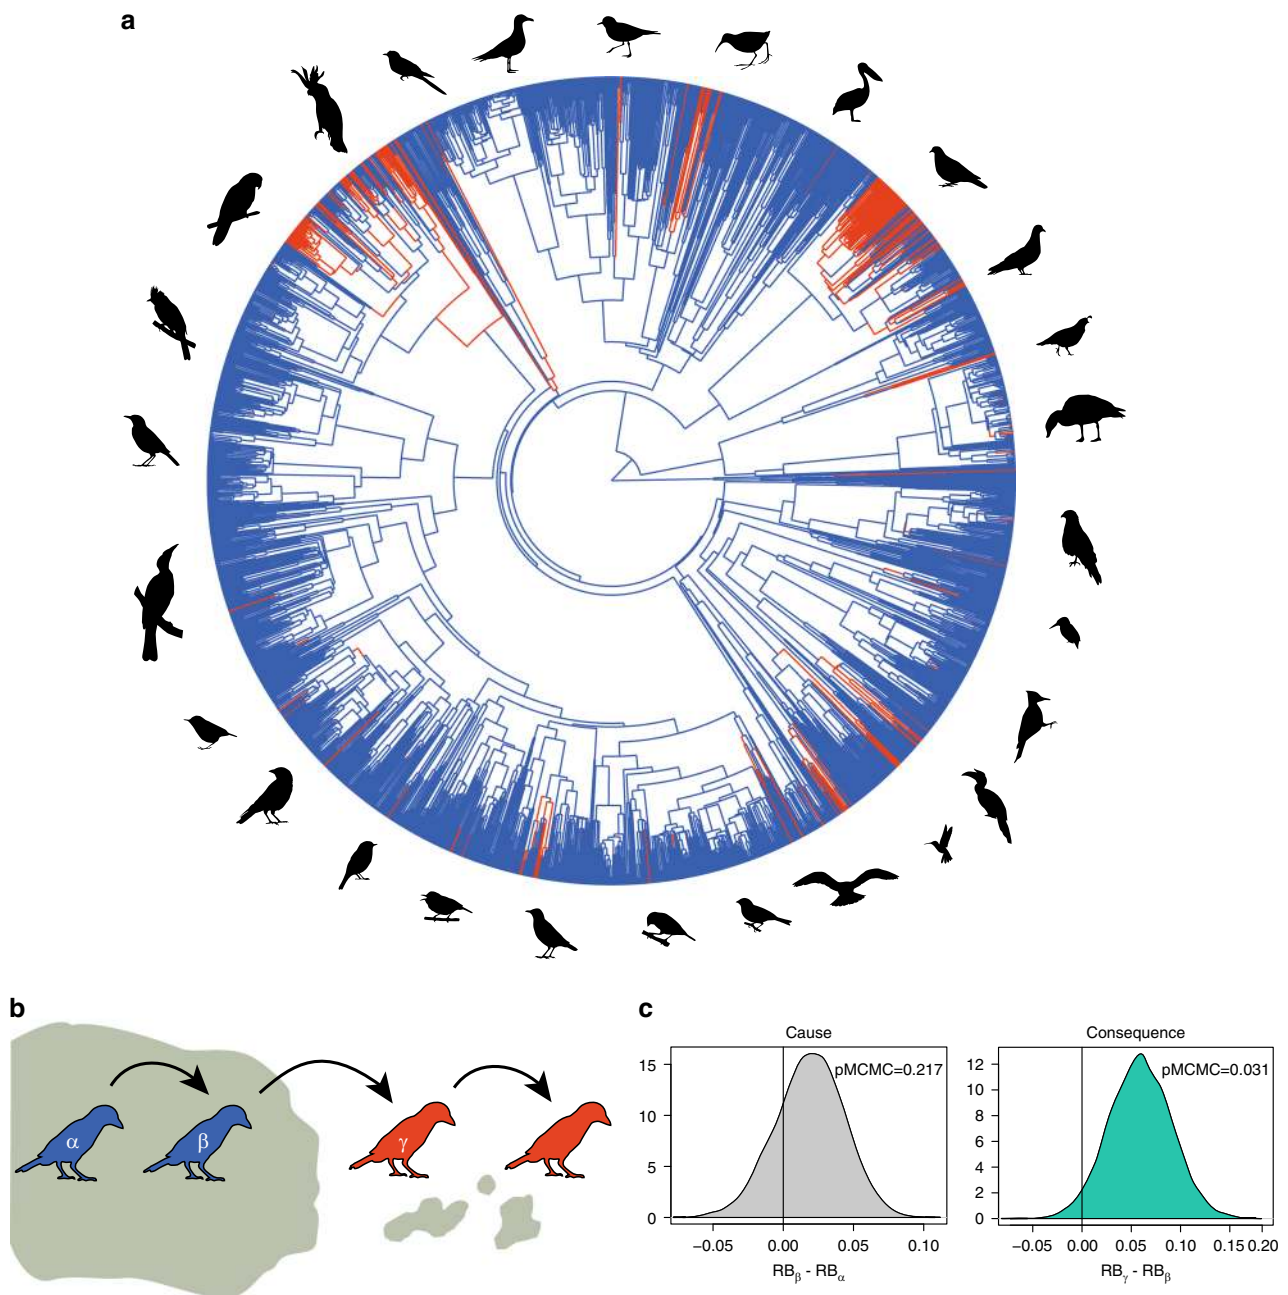 a
b
α
β
γ
c
Cause
pMCMC=0.217
15
10
5
0
−0.05
0.00
0.05
0.10
RBβ - RBα
Consequence
pMCMC=0.031
12
10
8
6
4
2
0
−0.05
0.00
0.05
0.10
0.15
0.20
RBγ - RBβ